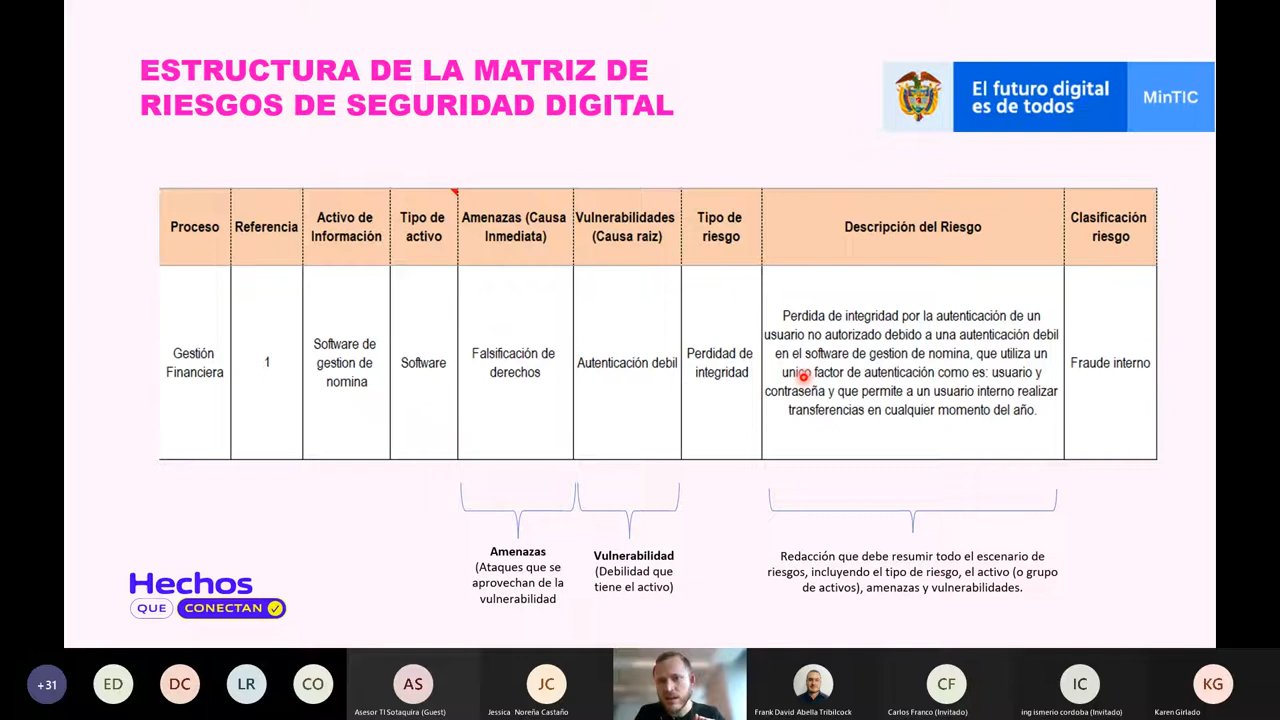 ESTRUCTURA DE LA MATRIZ DE
RIESGOS DE SEGURIDAD DIGITAL
El futuro digital
es de todos
MinTIC
Proceso
Referencia
Activo de
Información
Tipo de
activo
Amenazas (Causa
Inmediata)
Vulnerabilidades
(Causa raiz)
Tipo de
riesgo
Descripción del Riesgo
Clasificación
riesgo
Gestión
Financiera
1
Software de
gestion de
nomina
Software
Falsificación de
derechos
Autenticación debil
Perdidad de
integridad
Perdida de integridad por la autenticación de un
usuario no autorizado debido a una autenticación debil
en el software de gestion de nomina, que utiliza un
unico factor de autenticación como es: usuario y
contraseña y que permite a un usuario interno realizar
transferencias en cualquier momento del año.
Fraude interno
Amenazas
(Ataques que se
aprovechan de la
vulnerabilidad
Vulnerabilidad
(Debilidad que
tiene el activo)
Redacción que debe resumir todo el escenario de
riesgos, incluyendo el tipo de riesgo, el activo (o grupo
de activos), amenazas y vulnerabilidades.
Hechos
QUE CONECTAN
+31
ED
DC
LR
CO
AS
Asesor TI Sotaquira (Guest)
JC
Jessica Noreña Castaño
Frank David Abella Tribilcock
CF
Carlos Franco (Invitado)
IC
ing ismerio cordoba (Invitado)
KG
Karen Girlado